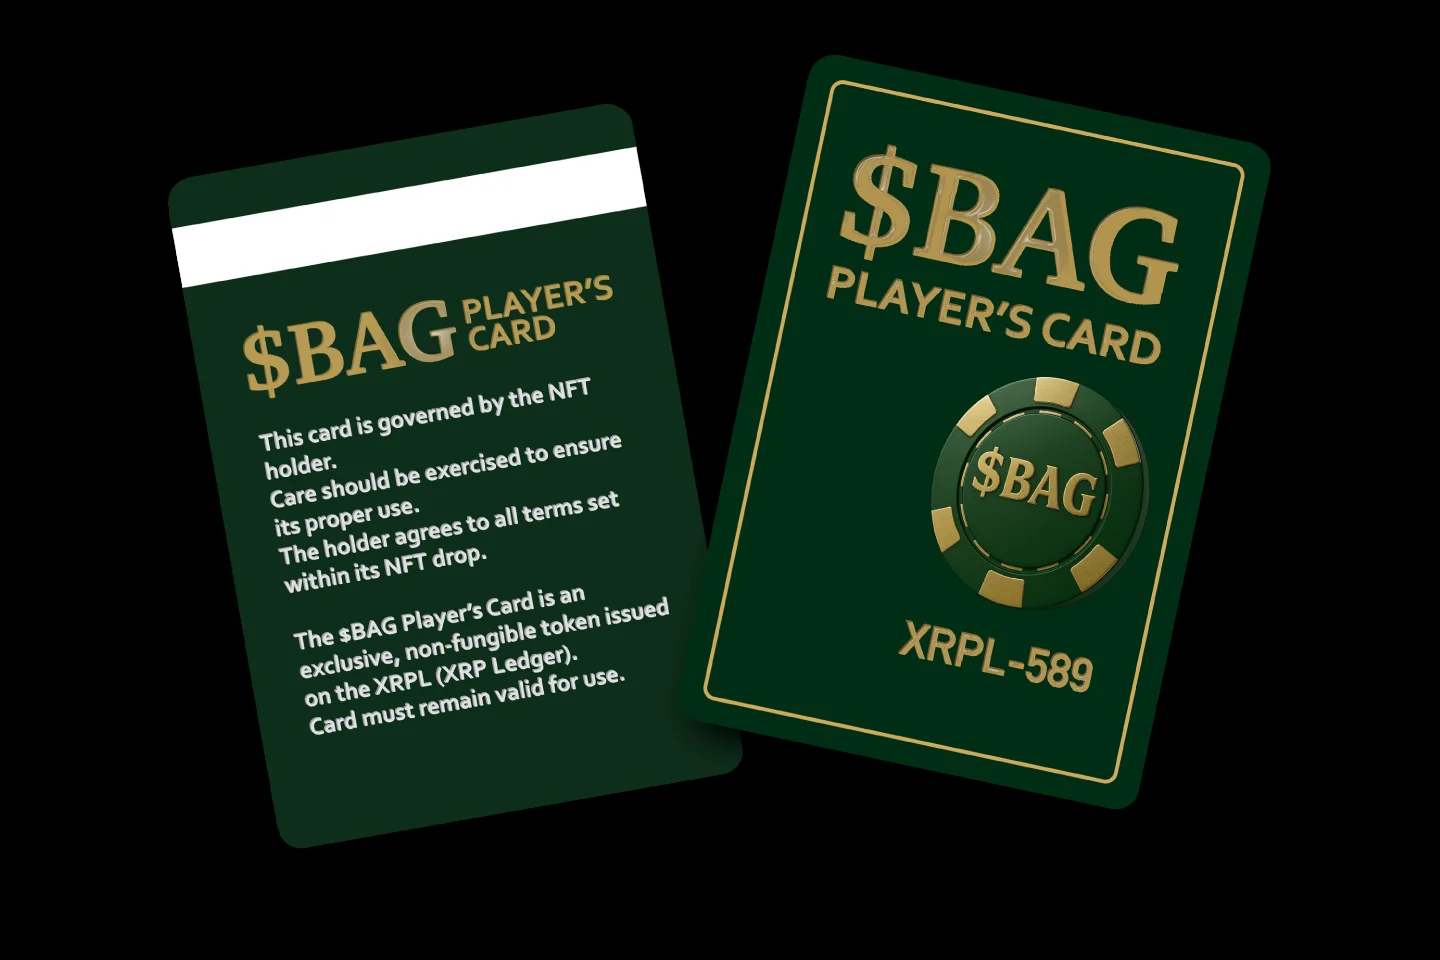 $BAG PLAYER'S
CARD
This card is governed by the NFT
holder.
Care should be exercised to ensure
its proper use.
The holder agrees to all terms set
within its NFT drop.
The $BAG Player's Card is an
exclusive, non-fungible token issued
on the XRPL (XRP Ledger).
Card must remain valid for use.
$BAG
PLAYER'S CARD
$BAG
XRPL-589